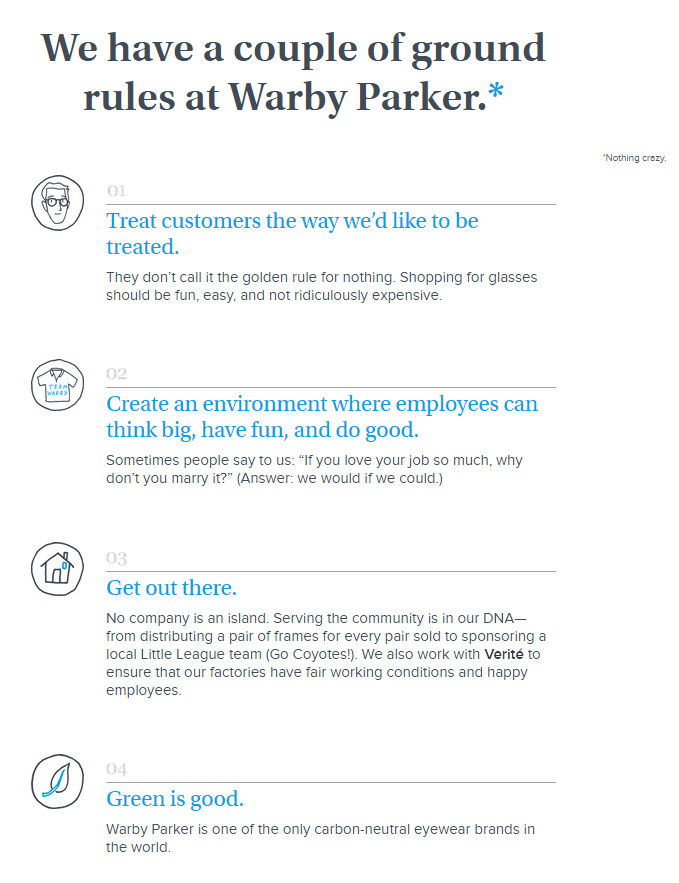 We have a couple of ground
rules at Warby Parker.*
*Nothing crazy.
01
Treat customers the way we’d like to be
treated.
They don’t call it the golden rule for nothing. Shopping for glasses
should be fun, easy, and not ridiculously expensive.
TEAM
WARBY
02
Create an environment where employees can
think big, have fun, and do good.
Sometimes people say to us: “If you love your job so much, why
don’t you marry it?” (Answer: we would if we could.)
03
Get out there.
No company is an island. Serving the community is in our DNA—
from distributing a pair of frames for every pair sold to sponsoring a
local Little League team (Go Coyotes!). We also work with Verité to
ensure that our factories have fair working conditions and happy
employees.
04
Green is good.
Warby Parker is one of the only carbon-neutral eyewear brands in
the world.